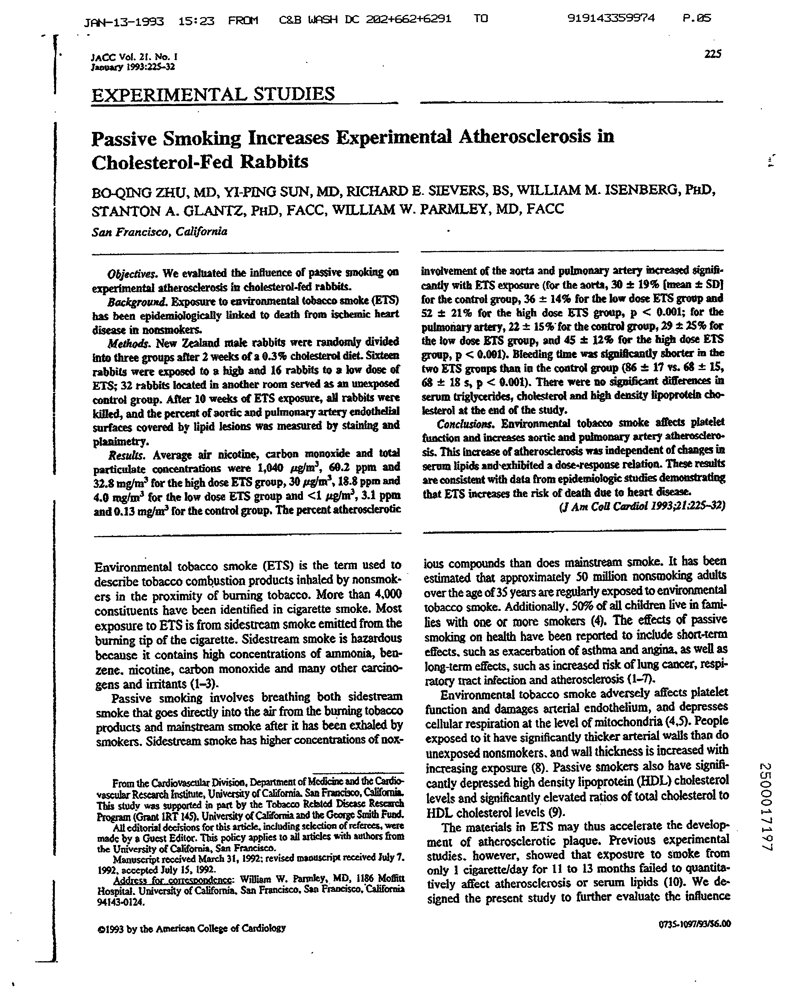 JAN-13-1993 15:23 FROM C&B WASH DC 202+662+6291 TO 919143359974 P.05
JACC Vol. 21. No. 1
January 1993:225-32
225
EXPERIMENTAL STUDIES
Passive Smoking Increases Experimental Atherosclerosis in
Cholesterol-Fed Rabbits
BO-QING ZHU, MD, YI-PING SUN, MD, RICHARD E. SIEVERS, BS, WILLIAM M. ISENBERG, PHD,
STANTON A. GLANTZ, PHD, FACC, WILLIAM W. PARMLEY, MD, FACC
San Francisco, California
Objectives. We evaluated the influence of passive smoking on
experimental atherosclerosis in cholesterol-fed rabbits.
Background. Exposure to environmental tobacco smoke (ETS)
has been epidemiologically linked to death from ischemic heart
disease in nonsmokers.
Methods. New Zealand male rabbits were randomly divided
into three groups after 2 weeks of a 0.3% cholesterol diet. Sixteen
rabbits were exposed to a high and 16 rabbits to a low dose of
ETS; 32 rabbits located in another room served as an unexposed
control group. After 10 weeks of ETS exposure, all rabbits were
killed, and the percent of aortic and pulmonary artery endothelial
surfaces covered by lipid lesions was measured by staining and
planimetry.
Results. Average air nicotine, carbon monoxide and total
particulate concentrations were 1,040 µg/m³, 60.2 ppm and
32.8 mg/m³ for the high dose ETS group, 30 µg/m³, 18.8 ppm and
4.0 mg/m³ for the low dose ETS group and <1 µg/m³, 3.1 ppm
and 0.13 mg/m³ for the control group. The percent atherosclerotic
involvement of the aorta and pulmonary artery increased signifi-
cantly with ETS exposure (for the aorta, 30 ± 19% [mean ± SD]
for the control group, 36 ± 14% for the low dose ETS group and
52 ± 21% for the high dose ETS group, p < 0.001; for the
pulmonary artery, 22 ± 15% for the control group, 29 ± 25% for
the low dose ETS group, and 45 ± 12% for the high dose ETS
group, p < 0.001). Bleeding time was significantly shorter in the
two ETS groups than in the control group (86 ± 17 vs. 68 ± 15,
68 ± 18 s, p < 0.001). There were no significant differences in
serum triglycerides, cholesterol and high density lipoprotein cho-
lesterol at the end of the study.
Conclusions. Environmental tobacco smoke affects platelet
function and increases aortic and pulmonary artery atherosclero-
sis. This increase of atherosclerosis was independent of changes in
serum lipids and exhibited a dose-response relation. These results
are consistent with data from epidemiologic studies demonstrating
that ETS increases the risk of death due to heart disease.
(J Am Coll Cardiol 1993;21:225-32)
Environmental tobacco smoke (ETS) is the term used to
describe tobacco combustion products inhaled by nonsmok-
ers in the proximity of burning tobacco. More than 4,000
constituents have been identified in cigarette smoke. Most
exposure to ETS is from sidestream smoke emitted from the
burning tip of the cigarette. Sidestream smoke is hazardous
because it contains high concentrations of ammonia, ben-
zene, nicotine, carbon monoxide and many other carcino-
gens and irritants (1-3).
Passive smoking involves breathing both sidestream
smoke that goes directly into the air from the burning tobacco
products and mainstream smoke after it has been exhaled by
smokers. Sidestream smoke has higher concentrations of nox-
From the Cardiovascular Division, Department of Medicine and the Cardio-
vascular Research Institute, University of California, San Francisco, California.
This study was supported in part by the Tobacco Related Disease Research
Program (Grant 1RT 145), University of California and the George Smith Fund.
All editorial decisions for this article, including selection of referees, were
made by a Guest Editor. This policy applies to all articles with authors from
the University of California, San Francisco.
Manuscript received March 31, 1992; revised manuscript received July 7,
1992, accepted July 15, 1992.
Address for correspondence: William W. Parmley, MD, 1186 Moffitt
Hospital. University of California, San Francisco, San Francisco, California
94143-0124.
©1993 by the American College of Cardiology
ious compounds than does mainstream smoke. It has been
estimated that approximately 50 million nonsmoking adults
over the age of 35 years are regularly exposed to environmental
tobacco smoke. Additionally, 50% of all children live in fami-
lies with one or more smokers (4). The effects of passive
smoking on health have been reported to include short-term
effects, such as exacerbation of asthma and angina, as well as
long-term effects, such as increased risk of lung cancer, respi-
ratory tract infection and atherosclerosis (1-7).
Environmental tobacco smoke adversely affects platelet
function and damages arterial endothelium, and depresses
cellular respiration at the level of mitochondria (4,5). People
exposed to it have significantly thicker arterial walls than do
unexposed nonsmokers, and wall thickness is increased with
increasing exposure (8). Passive smokers also have signifi-
cantly depressed high density lipoprotein (HDL) cholesterol
levels and significantly elevated ratios of total cholesterol to
HDL cholesterol levels (9).
The materials in ETS may thus accelerate the develop-
ment of atherosclerotic plaque. Previous experimental
studies, however, showed that exposure to smoke from
only 1 cigarette/day for 11 to 13 months failed to quantita-
tively affect atherosclerosis or serum lipids (10). We de-
signed the present study to further evaluate the influence
0735-1097/93/$6.00
2500017197